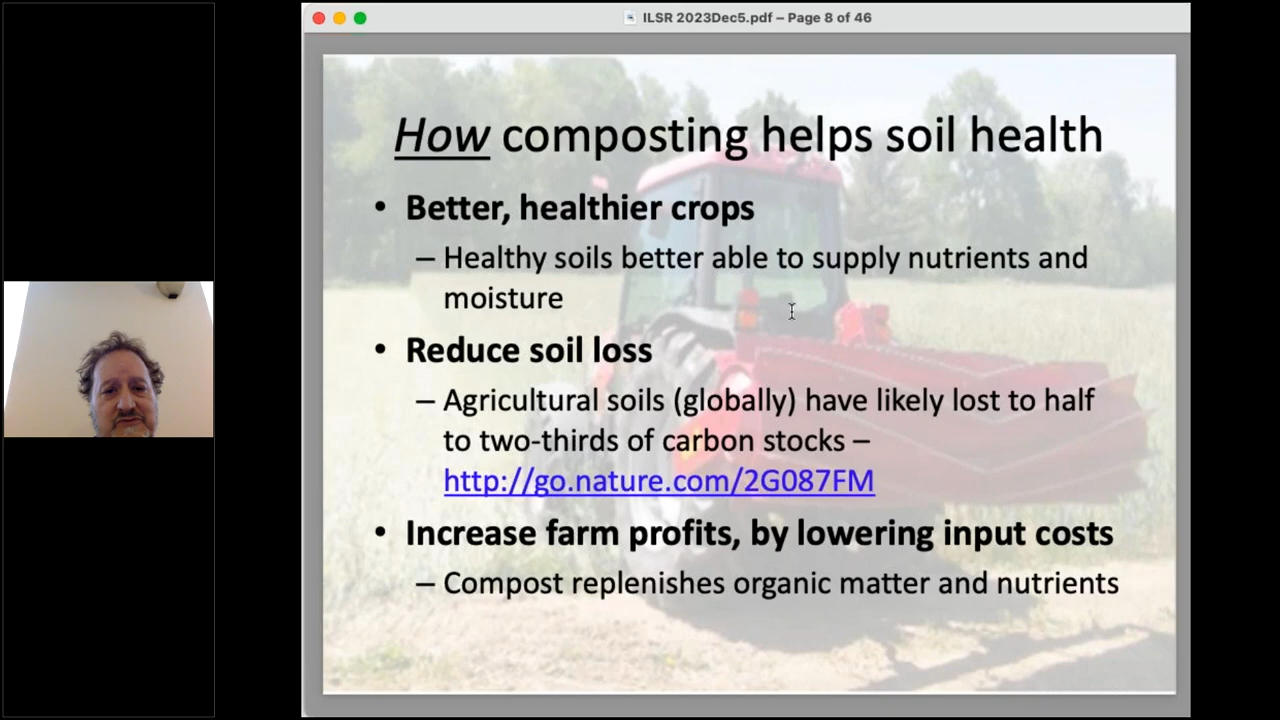 ILSR 2023Dec5.pdf – Page 8 of 46
How composting helps soil health
• Better, healthier crops
– Healthy soils better able to supply nutrients and
moisture
• Reduce soil loss
– Agricultural soils (globally) have likely lost to half
to two-thirds of carbon stocks –
http://go.nature.com/2G087FM
• Increase farm profits, by lowering input costs
– Compost replenishes organic matter and nutrients